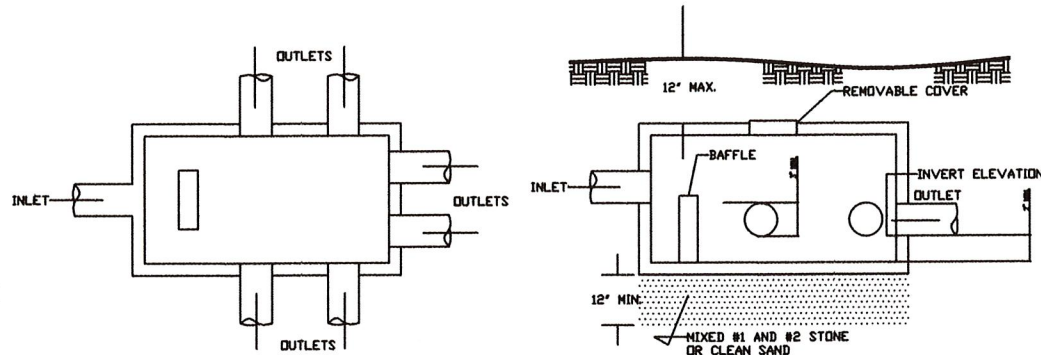 OUTLETS
INLET
OUTLETS
OUTLETS
12" MAX.
REMOVABLE COVER
BAFFLE
INLET
INVERT ELEVATION
OUTLET
12" MIN.
MIXED #1 AND #2 STONE
OR CLEAN SAND